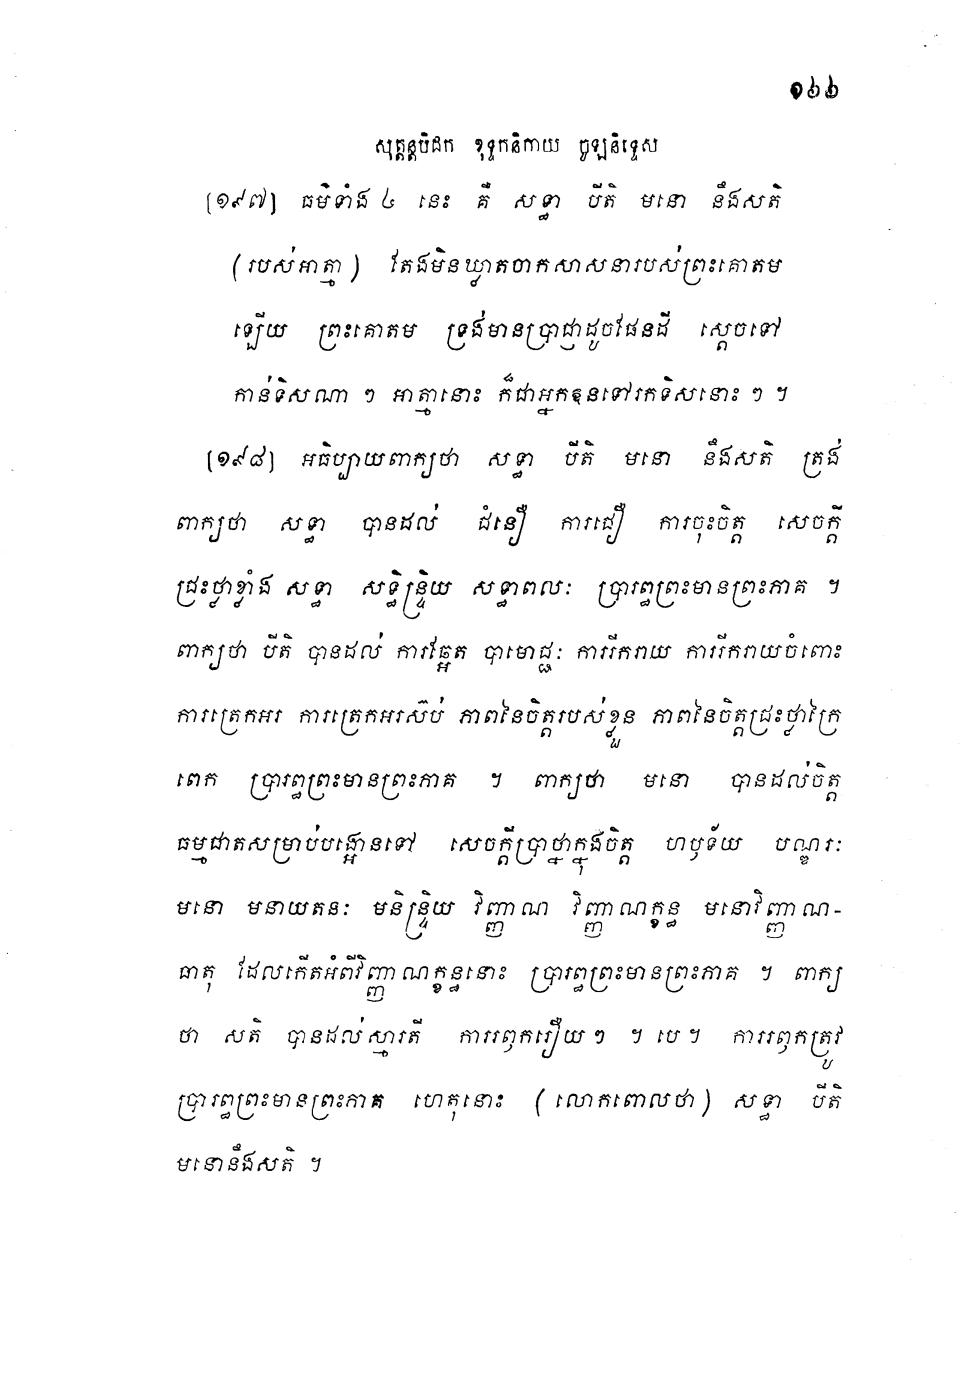 ១៦៦
សុត្តន្តបិដក ខុទ្ទកនិកាយ ចូឡនិទ្ទេស
[១៩៧] ធម៌ទាំង ៤ នេះ គឺ សទ្ធា បីតិ មនោ នឹងសតិ
(របស់អាត្មា) តែងមិនឃ្លាតចាកសាសនារបស់ព្រះគោតម
ឡើយ ព្រះគោតម ទ្រង់មានប្រាជ្ញាដូចផែនដី ស្តេចទៅ
កាន់ទិសណា ៗ អាត្មានោះ ក៏ជាអ្នកឱនទៅរកទិសនោះ ៗ ។
[១៩៨] អធិប្បាយពាក្យថា សទ្ធា បីតិ មនោ នឹងសតិ ត្រង់
ពាក្យថា សទ្ធា បានដល់ ជំនឿ ការជឿ ការចុះចិត្ត សេចក្តី
ជ្រះថ្លាខ្លាំង សទ្ធា សទ្ធិន្ទ្រិយ សទ្ធាពលៈ ប្រារព្ធព្រះមានព្រះភាគ ។
ពាក្យថា បីតិ បានដល់ ការឆ្អែត បាមោជ្ជៈ ការរីករាយ ការរីករាយចំពោះ
ការត្រេកអរ ការត្រេកអរស៊ប់ ភាពនៃចិត្តរបស់ខ្លួន ភាពនៃចិត្តជ្រះថ្លាក្រៃ
ពេក ប្រារព្ធព្រះមានព្រះភាគ ។ ពាក្យថា មនោ បានដល់ចិត្ត
ធម្មជាតសម្រាប់បង្អោនទៅ សេចក្តីប្រាថ្នាក្នុងចិត្ត ហឫទ័យ បណ្ឌរៈ
មនោ មនាយតនៈ មនិន្ទ្រិយ វិញ្ញាណ វិញ្ញាណក្ខន្ធ មនោវិញ្ញាណ-
ធាតុ ដែលកើតអំពីវិញ្ញាណក្ខន្ធនោះ ប្រារព្ធព្រះមានព្រះភាគ ។ ពាក្យ
ថា សតិ បានដល់ស្មារតី ការរឭករឿយៗ ។ បេ ។ ការរឭកត្រូវ
ប្រារព្ធព្រះមានព្រះភាគ ហេតុនោះ (លោកពោលថា) សទ្ធា បីតិ
មនោនឹងសតិ ។